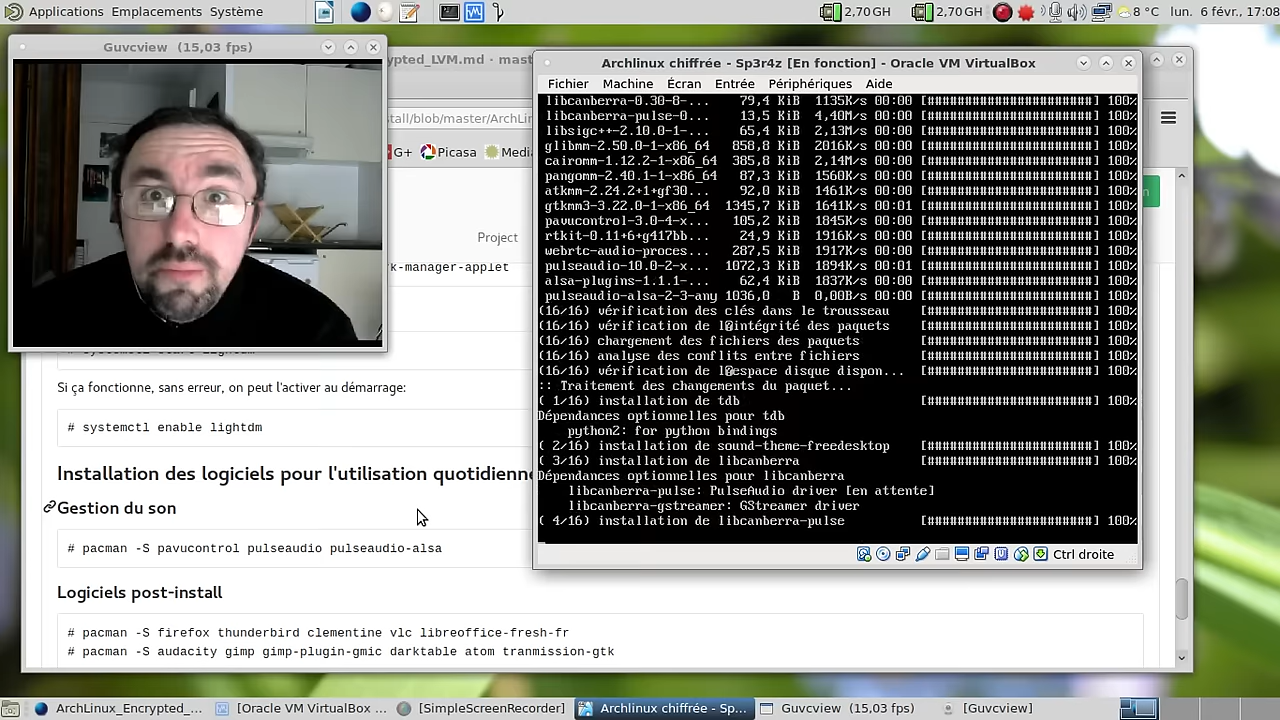 Applications Emplacements Système
2,70 GH
2,70 GH
8 °C
lun. 6 févr., 17:08
Guvcview (15,03 fps)
ypted_LVM.md - mast
tall/blob/master/ArchLin
G+
Picasa
Media
Project
k-manager-applet
Si ça fonctionne, sans erreur, on peut l'activer au démarrage:
# systemctl enable lightdm
Installation des logiciels pour l'utilisation quotidienne
Gestion du son
# pacman -S pavucontrol pulseaudio pulseaudio-alsa
Logiciels post-install
# pacman -S firefox thunderbird clementine vlc libreoffice-fresh-fr
# pacman -S audacity gimp gimp-plugin-gmic darktable atom tranmission-gtk
Archlinux chiffrée - Sp3r4z [En fonction] - Oracle VM VirtualBox
Fichier Machine Écran Entrée Périphériques Aide
libcanberra-0.30-8-... 79,4 KiB 1135K/s 00:00 [########################] 100%
libcanberra-pulse-0... 13,5 KiB 4,40M/s 00:00 [########################] 100%
libsigc++-2.10.0-1-... 65,4 KiB 2,13M/s 00:00 [########################] 100%
glibmm-2.50.0-1-x86_64 858,8 KiB 2016K/s 00:00 [########################] 100%
cairomm-1.12.2-1-x86_64 385,8 KiB 2,14M/s 00:00 [########################] 100%
pangomm-2.40.1-1-x86_64 87,3 KiB 1560K/s 00:00 [########################] 100%
atkmm-2.24.2+1+gf30... 92,0 KiB 1461K/s 00:00 [########################] 100%
gtkmm3-3.22.0-1-x86_64 1345,7 KiB 1641K/s 00:01 [########################] 100%
pavucontrol-3.0-4-x... 105,2 KiB 1845K/s 00:00 [########################] 100%
rtkit-0.11+6+g417bb... 24,9 KiB 1916K/s 00:00 [########################] 100%
webrtc-audio-proces... 287,5 KiB 1917K/s 00:00 [########################] 100%
pulseaudio-10.0-2-x... 1072,3 KiB 1894K/s 00:01 [########################] 100%
alsa-plugins-1.1.1-... 62,4 KiB 1837K/s 00:00 [########################] 100%
pulseaudio-alsa-2-3-any 1036,0 B 0,00B/s 00:00 [########################] 100%
(16/16) vérification des clés dans le trousseau [########################] 100%
(16/16) vérification de l�intégrité des paquets [########################] 100%
(16/16) chargement des fichiers des paquets [########################] 100%
(16/16) analyse des conflits entre fichiers [########################] 100%
(16/16) vérification de l�espace disque dispon... [########################] 100%
:: Traitement des changements du paquet...
( 1/16) installation de tdb [########################] 100%
Dépendances optionnelles pour tdb
python2: for python bindings
( 2/16) installation de sound-theme-freedesktop [########################] 100%
( 3/16) installation de libcanberra [########################] 100%
Dépendances optionnelles pour libcanberra
libcanberra-pulse: PulseAudio driver [en attente]
libcanberra-gstreamer: GStreamer driver
( 4/16) installation de libcanberra-pulse [########################] 100%
Ctrl droite
ArchLinux_Encrypted_...
[Oracle VM VirtualBox ...
[SimpleScreenRecorder]
Archlinux chiffrée - Sp...
Guvcview (15,03 fps)
[Guvcview]